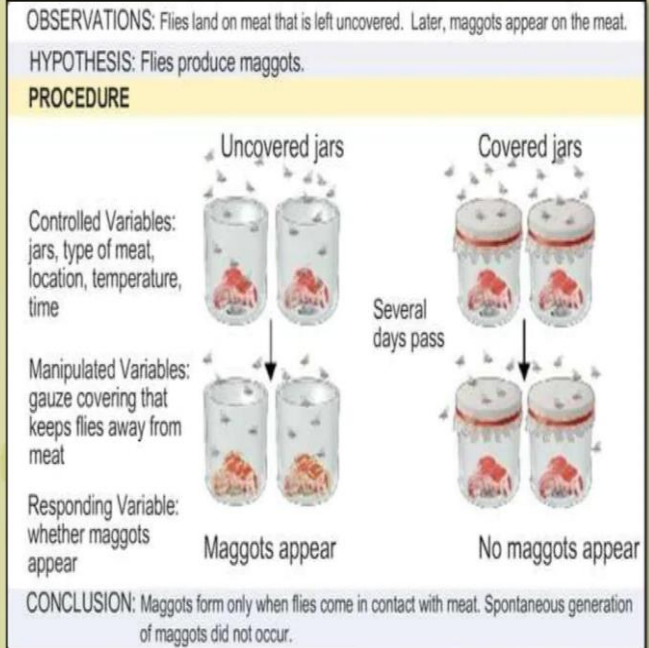 OBSERVATIONS: Flies land on meat that is left uncovered. Later, maggots appear on the meat.
HYPOTHESIS: Flies produce maggots.
PROCEDURE
Uncovered jars
Covered jars
Controlled Variables:
jars, type of meat,
location, temperature,
time
Several
days pass
Manipulated Variables:
gauze covering that
keeps flies away from
meat
Responding Variable:
whether maggots
appear
Maggots appear
No maggots appear
CONCLUSION: Maggots form only when flies come in contact with meat. Spontaneous generation
of maggots did not occur.